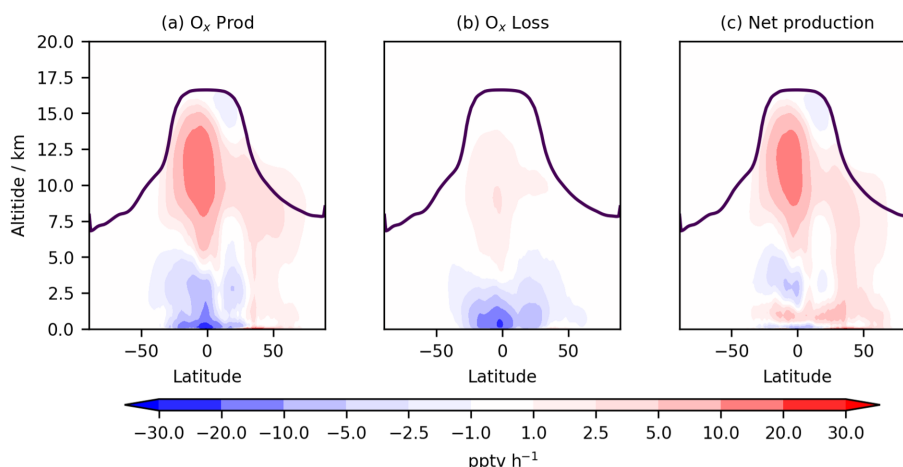 (a) Oₓ Prod
(b) Oₓ Loss
(c) Net production
20.0
17.5
15.0
12.5
10.0
7.5
5.0
2.5
0.0
Altitide / km
−50 0 50
−50 0 50
−50 0 50
Latitude
Latitude
Latitude
−30.0 −20.0 −10.0 −5.0 −2.5 −1.0 1.0 2.5 5.0 10.0 20.0 30.0
pptv h⁻¹